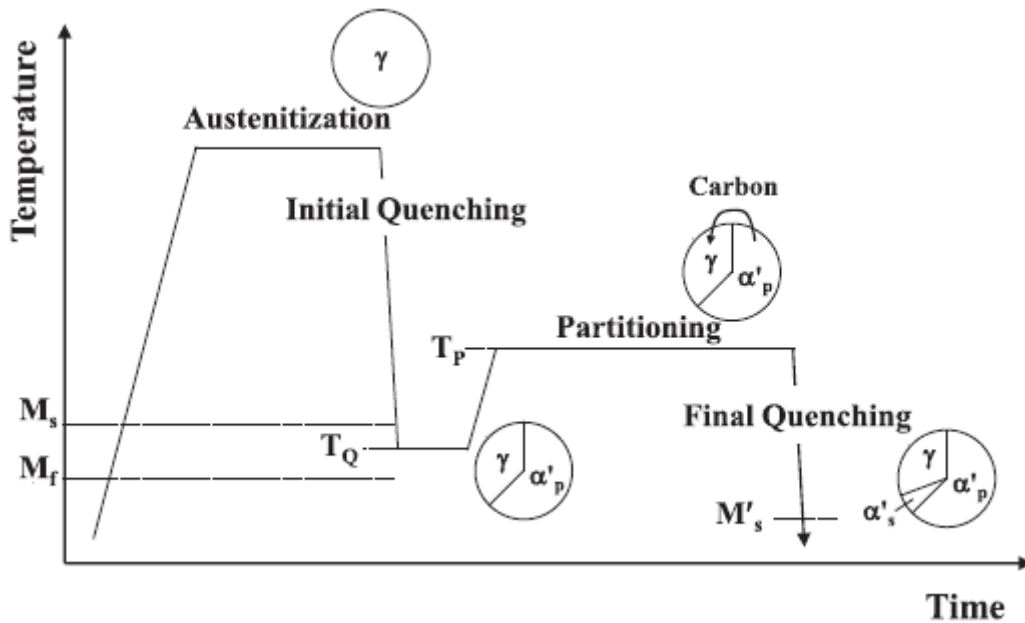 Temperature
γ
Austenitization
Initial Quenching
Carbon
γ
α'p
Partitioning
TP
Ms
TQ
Mf
γ
α'p
Final Quenching
M's
γ
α'p
α's
Time